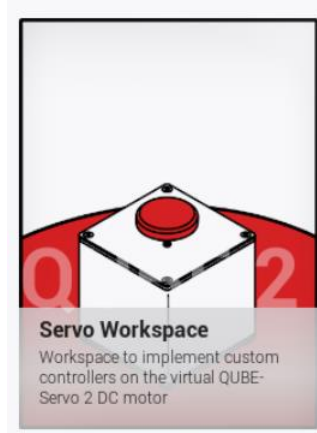 Servo Workspace
Workspace to implement custom
controllers on the virtual QUBE-
Servo 2 DC motor